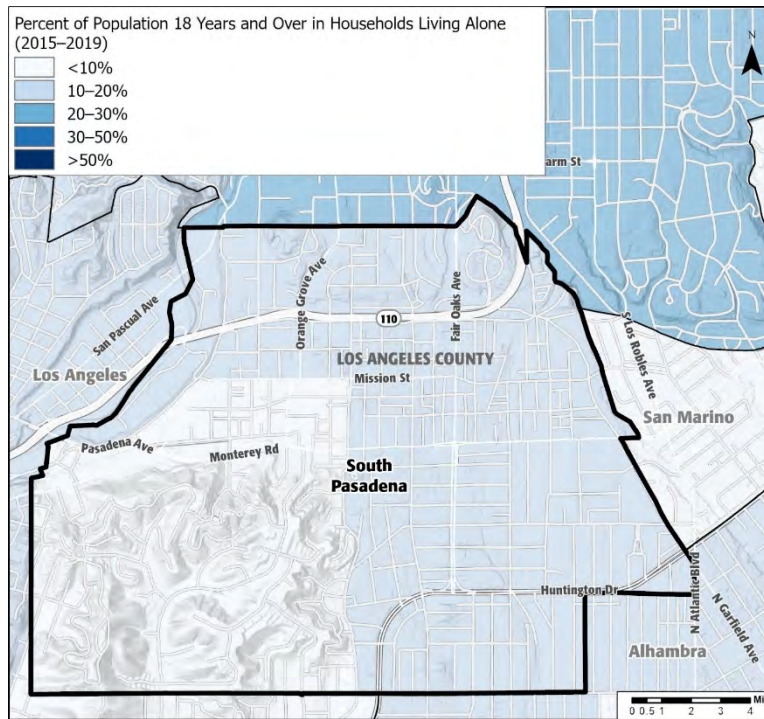 Percent of Population 18 Years and Over in Households Living Alone
(2015–2019)
<10%
10–20%
20–30%
30–50%
>50%
N
arm St
Orange Grove Ave
San Pascual Ave
110
Fair Oaks Ave
S Los Robles Ave
LOS ANGELES COUNTY
Los Angeles
Mission St
San Marino
Pasadena Ave
Monterey Rd
South
Pasadena
Huntington Dr
N Atlantic Blvd
N Garfield Ave
Alhambra
Mi
0 0.5 1 2 3 4